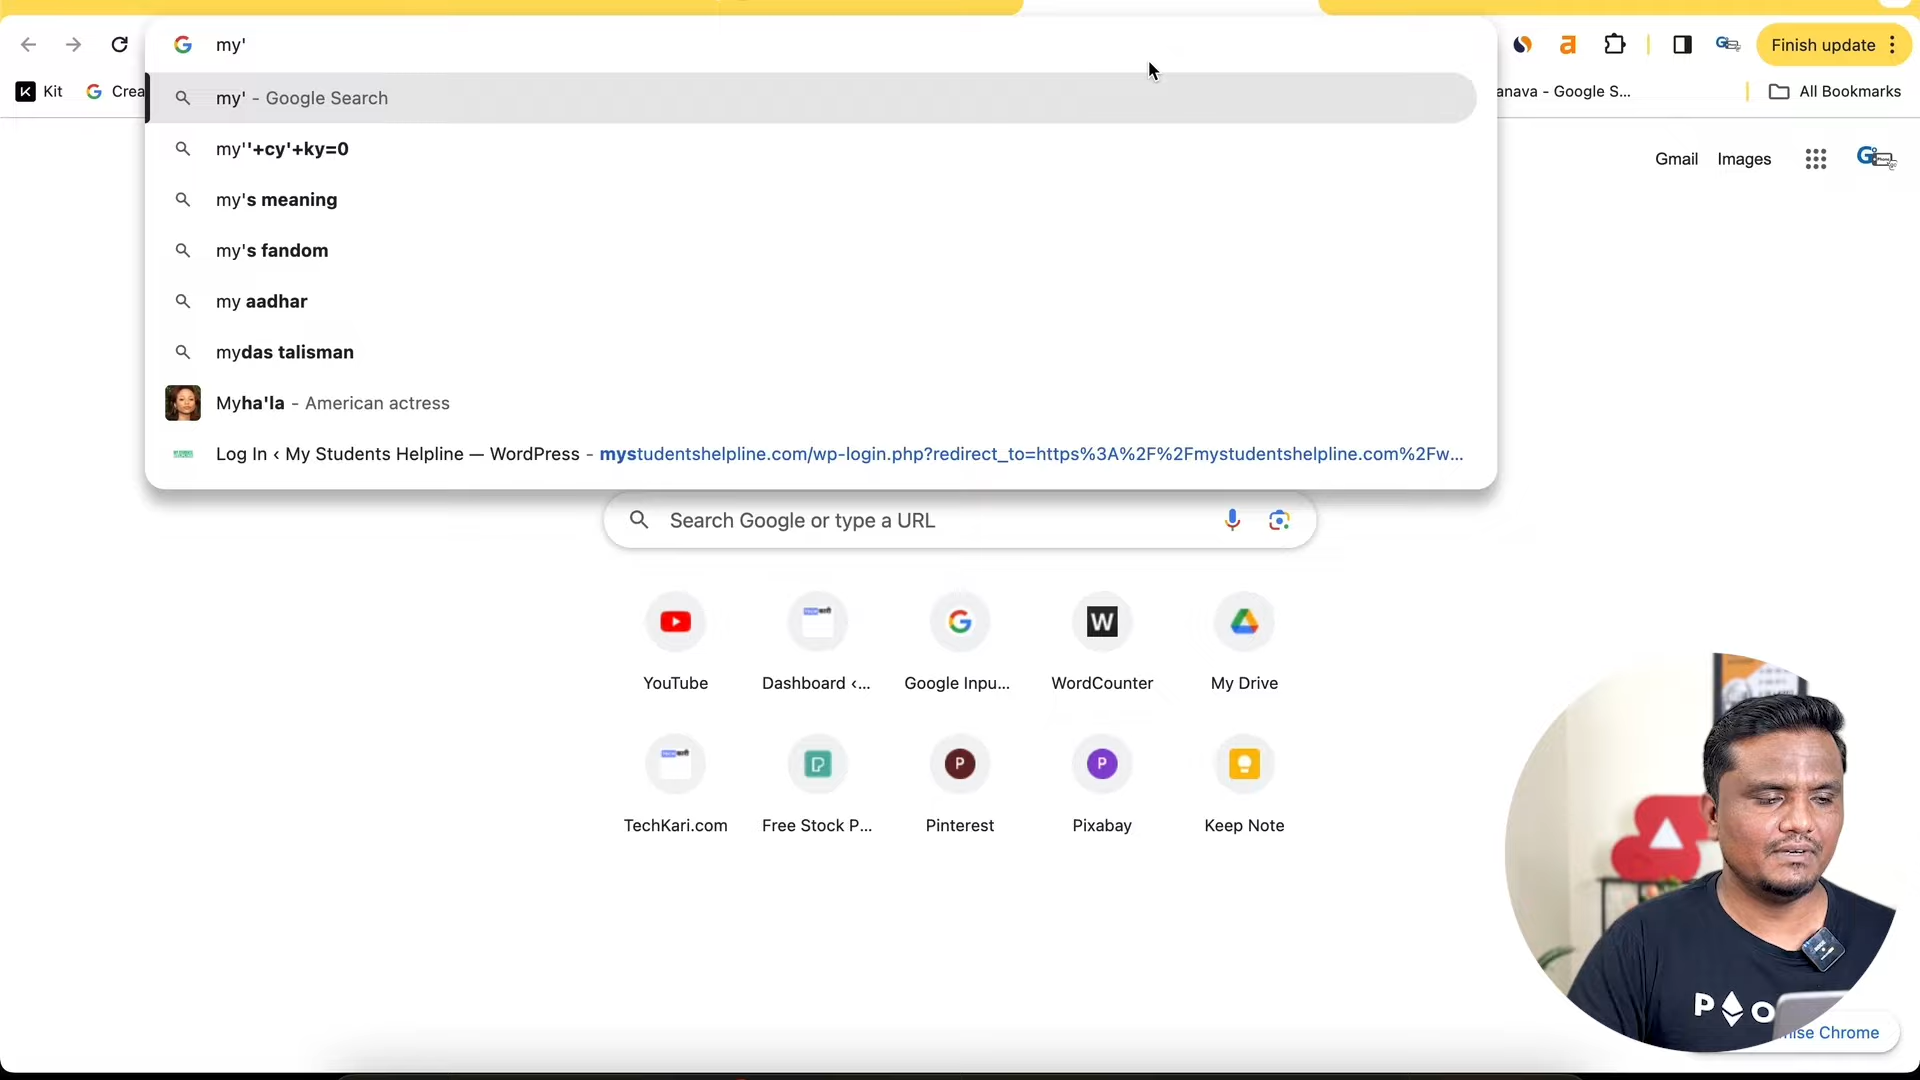 my'
Finish update
Kit
Crea
my' - Google Search
anava - Google S...
All Bookmarks
my''+cy'+ky=0
my's meaning
Gmail
Images
my's fandom
my aadhar
mydas talisman
Myha'la - American actress
Log In ‹ My Students Helpline — WordPress - mystudentshelpline.com/wp-login.php?redirect_to=https%3A%2F%2Fmystudentshelpline.com%2Fw...
Search Google or type a URL
W
YouTube
Dashboard ‹...
Google Inpu...
WordCounter
My Drive
P
P
TechKari.com
Free Stock P...
Pinterest
Pixabay
Keep Note
mise Chrome